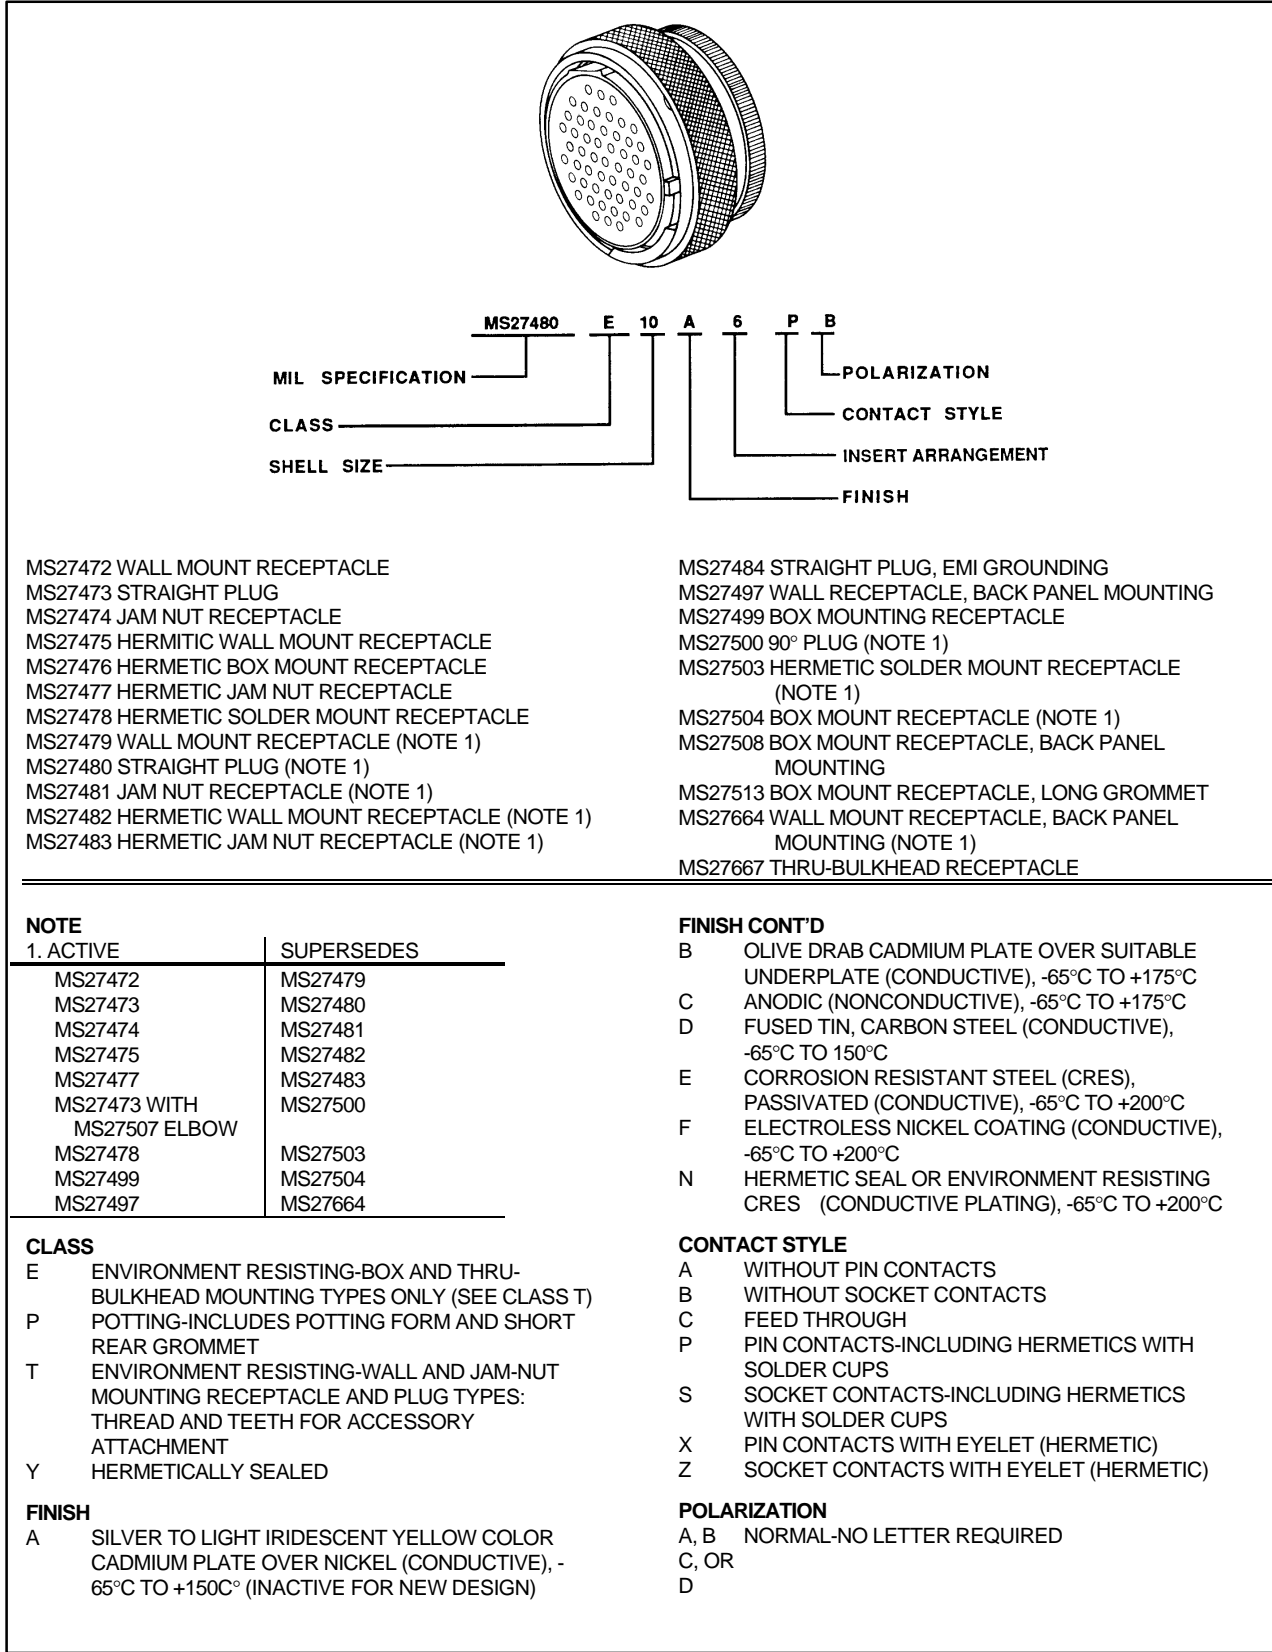 MS27480 E 10 A 6 P B
MIL SPECIFICATION
POLARIZATION
CLASS
CONTACT STYLE
SHELL SIZE
INSERT ARRANGEMENT
FINISH
MS27472 WALL MOUNT RECEPTACLE
MS27473 STRAIGHT PLUG
MS27474 JAM NUT RECEPTACLE
MS27475 HERMITIC WALL MOUNT RECEPTACLE
MS27476 HERMETIC BOX MOUNT RECEPTACLE
MS27477 HERMETIC JAM NUT RECEPTACLE
MS27478 HERMETIC SOLDER MOUNT RECEPTACLE
MS27479 WALL MOUNT RECEPTACLE (NOTE 1)
MS27480 STRAIGHT PLUG (NOTE 1)
MS27481 JAM NUT RECEPTACLE (NOTE 1)
MS27482 HERMETIC WALL MOUNT RECEPTACLE (NOTE 1)
MS27483 HERMETIC JAM NUT RECEPTACLE (NOTE 1)
MS27484 STRAIGHT PLUG, EMI GROUNDING
MS27497 WALL RECEPTACLE, BACK PANEL MOUNTING
MS27499 BOX MOUNTING RECEPTACLE
MS27500 90° PLUG (NOTE 1)
MS27503 HERMETIC SOLDER MOUNT RECEPTACLE
(NOTE 1)
MS27504 BOX MOUNT RECEPTACLE (NOTE 1)
MS27508 BOX MOUNT RECEPTACLE, BACK PANEL
MOUNTING
MS27513 BOX MOUNT RECEPTACLE, LONG GROMMET
MS27664 WALL MOUNT RECEPTACLE, BACK PANEL
MOUNTING (NOTE 1)
MS27667 THRU-BULKHEAD RECEPTACLE
NOTE
1. ACTIVE SUPERSEDES
MS27472 MS27479
MS27473 MS27480
MS27474 MS27481
MS27475 MS27482
MS27477 MS27483
MS27473 WITH MS27500
MS27507 ELBOW
MS27478 MS27503
MS27499 MS27504
MS27497 MS27664
CLASS
E ENVIRONMENT RESISTING-BOX AND THRU-
BULKHEAD MOUNTING TYPES ONLY (SEE CLASS T)
P POTTING-INCLUDES POTTING FORM AND SHORT
REAR GROMMET
T ENVIRONMENT RESISTING-WALL AND JAM-NUT
MOUNTING RECEPTACLE AND PLUG TYPES:
THREAD AND TEETH FOR ACCESSORY
ATTACHMENT
Y HERMETICALLY SEALED
FINISH
A SILVER TO LIGHT IRIDESCENT YELLOW COLOR
CADMIUM PLATE OVER NICKEL (CONDUCTIVE), -
65°C TO +150C° (INACTIVE FOR NEW DESIGN)
FINISH CONT’D
B OLIVE DRAB CADMIUM PLATE OVER SUITABLE
UNDERPLATE (CONDUCTIVE), -65°C TO +175°C
C ANODIC (NONCONDUCTIVE), -65°C TO +175°C
D FUSED TIN, CARBON STEEL (CONDUCTIVE),
-65°C TO 150°C
E CORROSION RESISTANT STEEL (CRES),
PASSIVATED (CONDUCTIVE), -65°C TO +200°C
F ELECTROLESS NICKEL COATING (CONDUCTIVE),
-65°C TO +200°C
N HERMETIC SEAL OR ENVIRONMENT RESISTING
CRES (CONDUCTIVE PLATING), -65°C TO +200°C
CONTACT STYLE
A WITHOUT PIN CONTACTS
B WITHOUT SOCKET CONTACTS
C FEED THROUGH
P PIN CONTACTS-INCLUDING HERMETICS WITH
SOLDER CUPS
S SOCKET CONTACTS-INCLUDING HERMETICS
WITH SOLDER CUPS
X PIN CONTACTS WITH EYELET (HERMETIC)
Z SOCKET CONTACTS WITH EYELET (HERMETIC)
POLARIZATION
A, B NORMAL-NO LETTER REQUIRED
C, OR
D